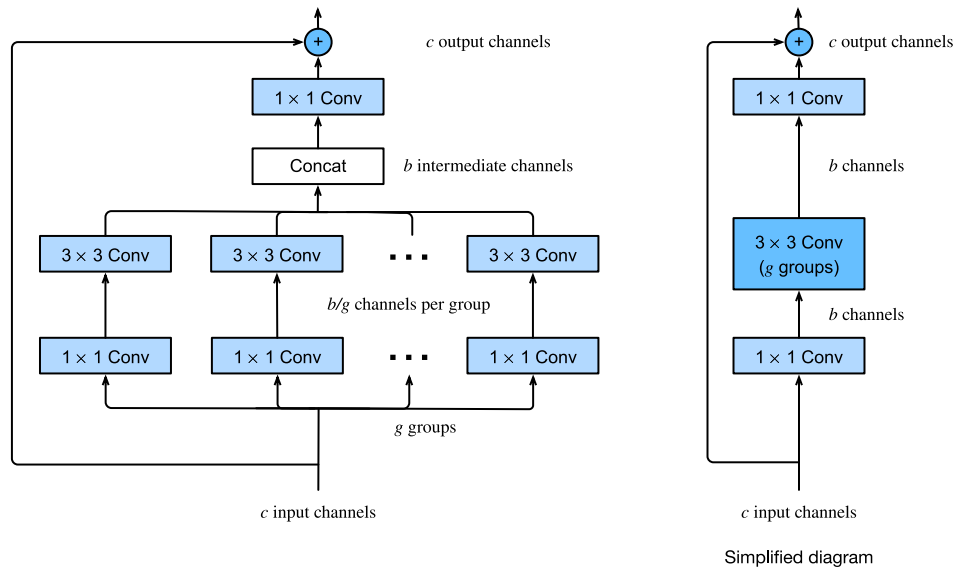 +
c output channels
1 × 1 Conv
Concat
b intermediate channels
3 × 3 Conv
3 × 3 Conv
...
3 × 3 Conv
b/g channels per group
1 × 1 Conv
1 × 1 Conv
...
1 × 1 Conv
g groups
c input channels
+
c output channels
1 × 1 Conv
b channels
3 × 3 Conv
(g groups)
b channels
1 × 1 Conv
c input channels
Simplified diagram